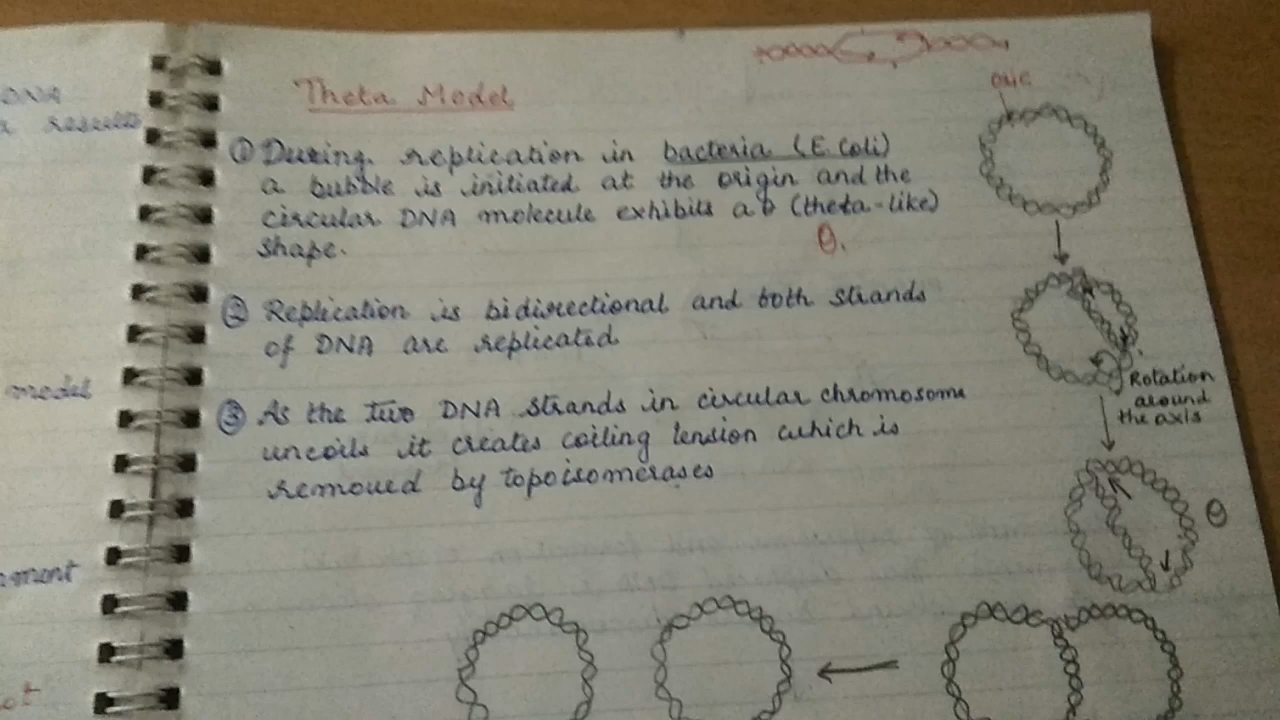 DNA
results
model
Theta Model
① During replication in bacteria (E coli)
a bubble is initiated at the origin and the
circular DNA molecule exhibits a θ (theta-like)
shape.
θ.
② Replication is bidirectional and both strands
of DNA are replicated
③ As the two DNA strands in circular chromosome
uncoils it creates coiling tension which is
removed by topoisomerases
Rotation
around
the axis
θ